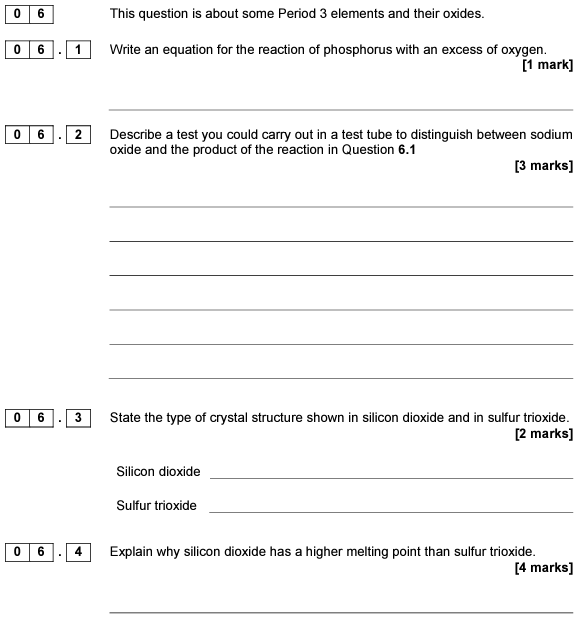 0 6 This question is about some Period 3 elements and their oxides.
0 6 . 1 Write an equation for the reaction of phosphorus with an excess of oxygen.
[1 mark]
0 6 . 2 Describe a test you could carry out in a test tube to distinguish between sodium
oxide and the product of the reaction in Question 6.1
[3 marks]
0 6 . 3 State the type of crystal structure shown in silicon dioxide and in sulfur trioxide.
[2 marks]
Silicon dioxide
Sulfur trioxide
0 6 . 4 Explain why silicon dioxide has a higher melting point than sulfur trioxide.
[4 marks]